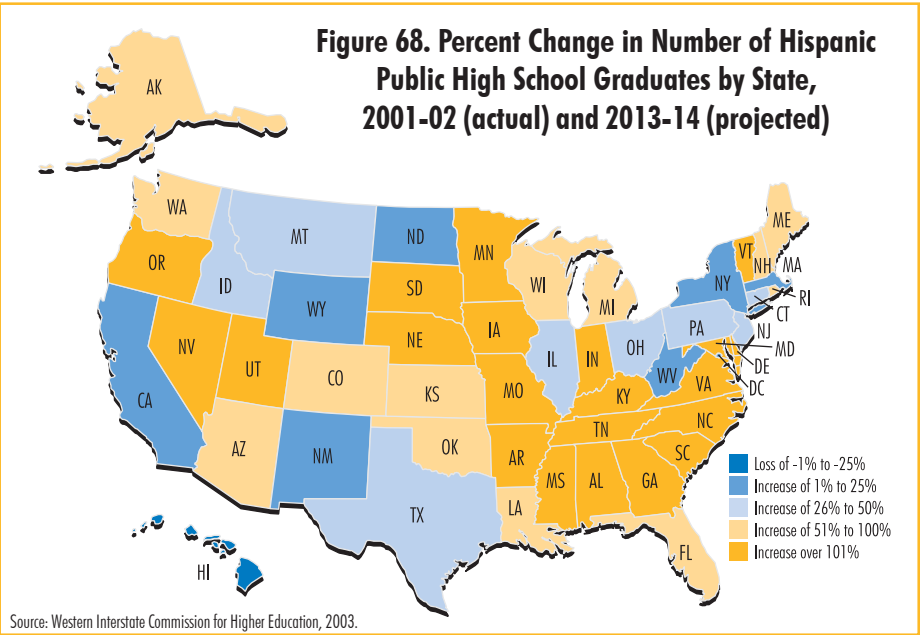 Figure 68. Percent Change in Number of Hispanic
Public High School Graduates by State,
2001-02 (actual) and 2013-14 (projected)
AK
WA
MT
ND
MN
ME
VT
NH
MA
OR
ID
SD
WI
MI
NY
RI
CT
WY
IA
PA
NJ
NE
IL
IN
OH
MD
DE
DC
NV
UT
CO
KS
MO
KY
WV
VA
CA
NC
TN
AZ
NM
OK
AR
SC
MS
AL
GA
LA
TX
FL
HI
Loss of -1% to -25%
Increase of 1% to 25%
Increase of 26% to 50%
Increase of 51% to 100%
Increase over 101%
Source: Western Interstate Commission for Higher Education, 2003.